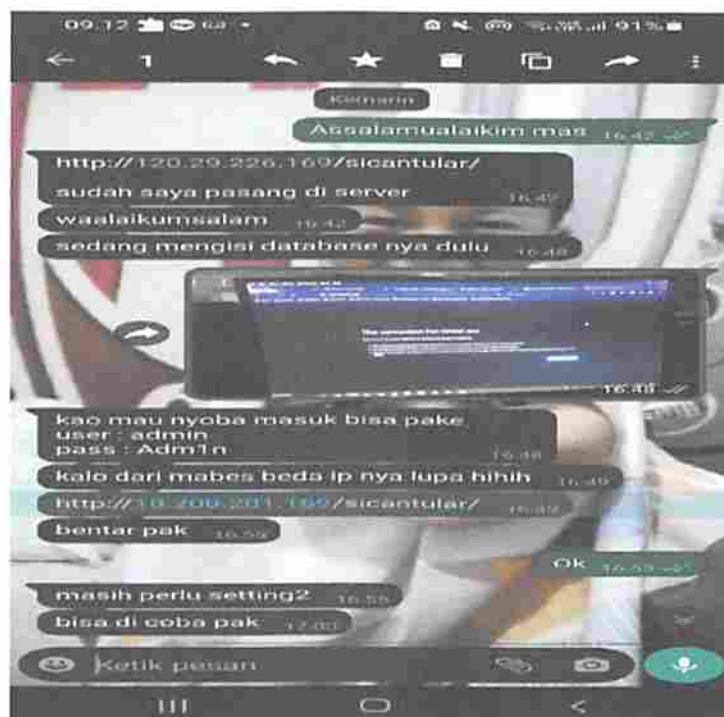 09.12
91%
1
Kemarin
Assalamualaikim mas 16.42
http://120.29.226.169/sicantular/
sudah saya pasang di server 16.42
waalaikumsalam 16.42
sedang mengisi database nya dulu 16.48
16.48
kao mau nyoba masuk bisa pake
user : admin
pass : Adm1n 16.48
kalo dari mabes beda ip nya lupa hihih 16.49
/sicantular/
bentar pak 16.55
Ok
masih perlu setting2 16.55
bisa di coba pak 17.00
Ketik pesan